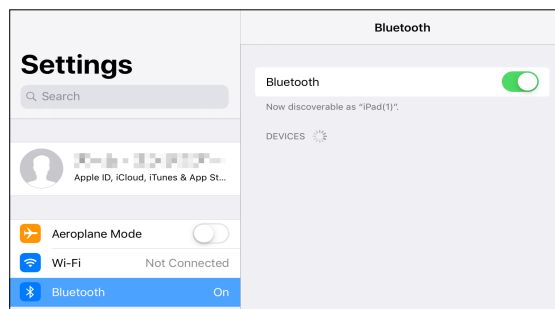 Settings
Search
Apple ID, iCloud, iTunes & App St...
Aeroplane Mode
Wi-Fi Not Connected
Bluetooth On
Bluetooth
Bluetooth
Now discoverable as “iPad(1)”.
DEVICES